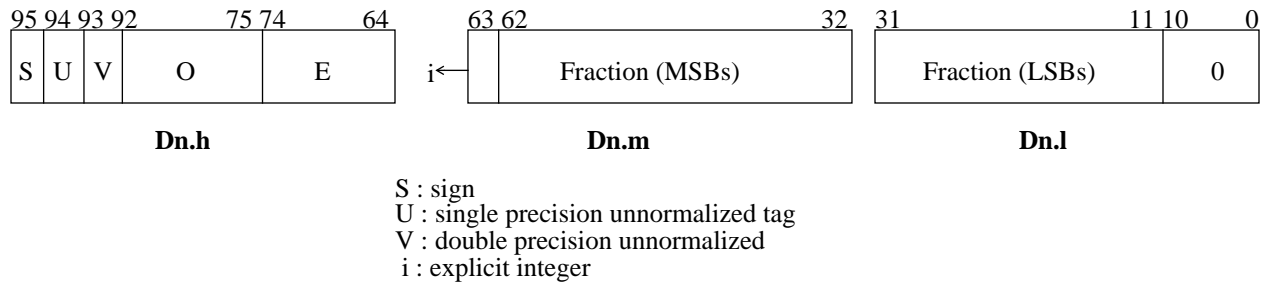 95 94 93 92 75 74 64 63 62 32 31 11 10 0
S U V O E i Fraction (MSBs) Fraction (LSBs) 0
Dn.h Dn.m Dn.l
S : sign
U : single precision unnormalized tag
V : double precision unnormalized
i : explicit integer